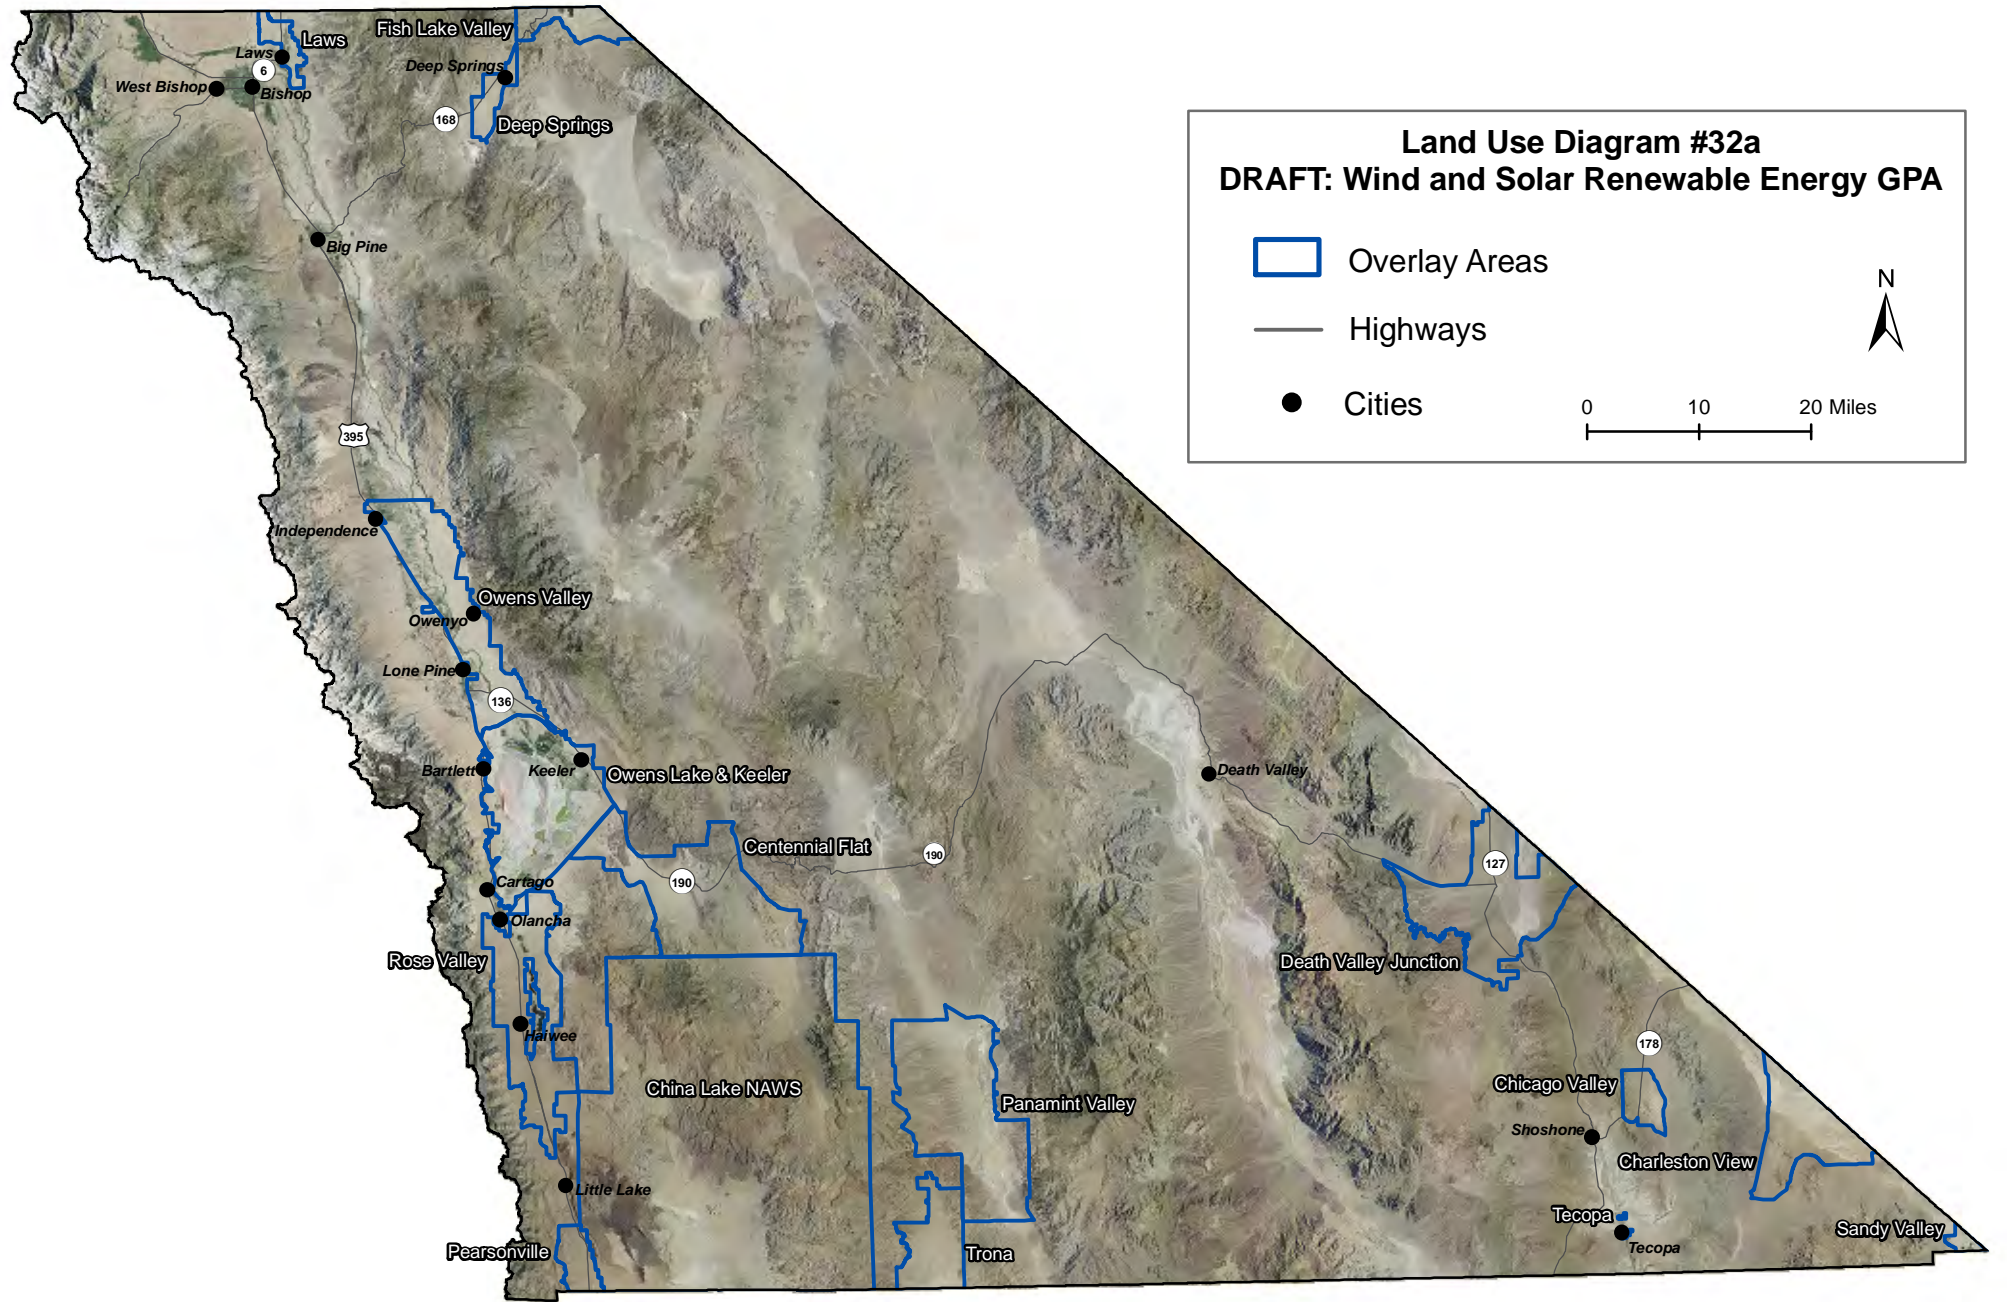 Land Use Diagram #32a
DRAFT: Wind and Solar Renewable Energy GPA
Overlay Areas
Highways
Cities
N
0 10 20 Miles
Fish Lake Valley
Laws
Laws
6
West Bishop
Bishop
Deep Springs
168
Deep Springs
Big Pine
395
Independence
Owens Valley
Owenyo
Lone Pine
136
Bartlett
Keeler
Owens Lake & Keeler
Death Valley
Centennial Flat
190
190
127
Cartago
Olancha
Rose Valley
Death Valley Junction
Haiwee
178
China Lake NAWS
Panamint Valley
Chicago Valley
Shoshone
Charleston View
Little Lake
Tecopa
Tecopa
Sandy Valley
Pearsonville
Trona